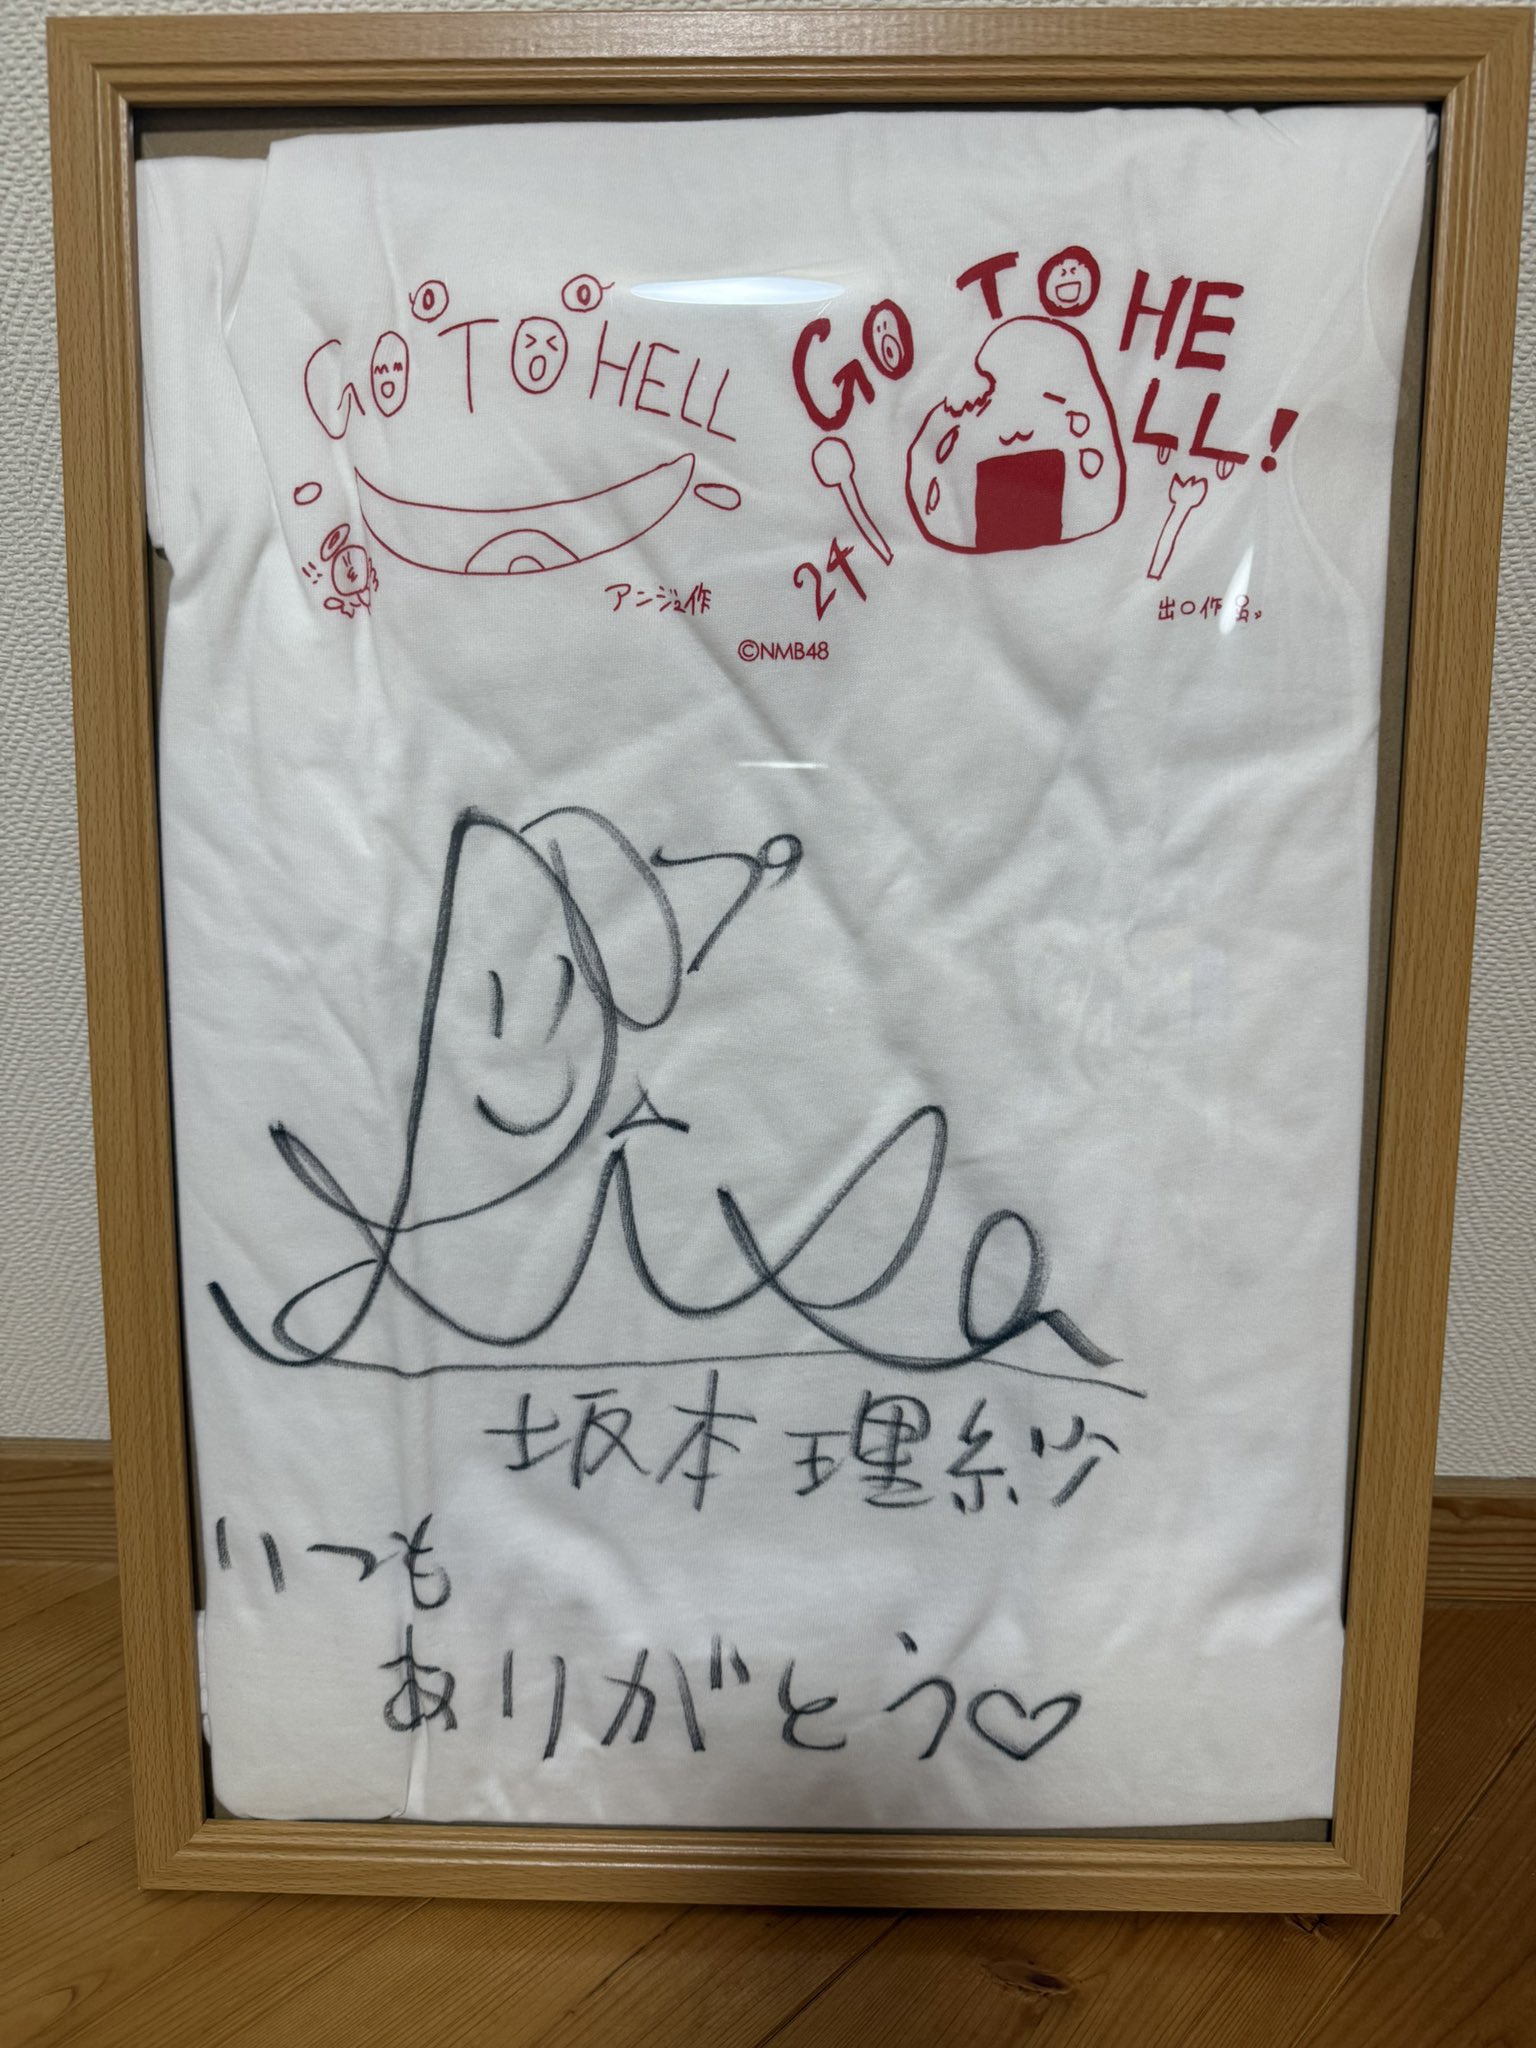 GO TO HELL
アンジュ作
GO TO HELL!
24
出口作品。
©NMB48
Risa
坂本 理紗
いつも
ありがとう♡